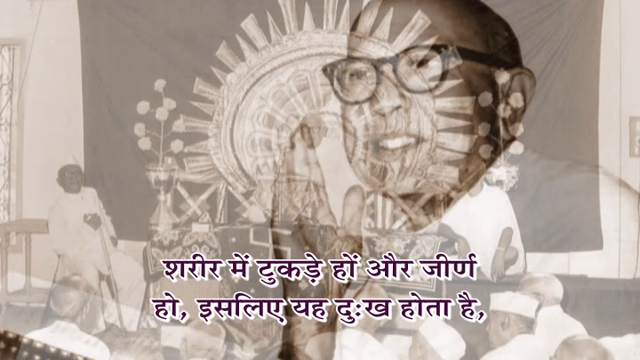 शरीर में टुकड़े हों और जीर्ण
हो, इसलिए यह दुःख होता है,